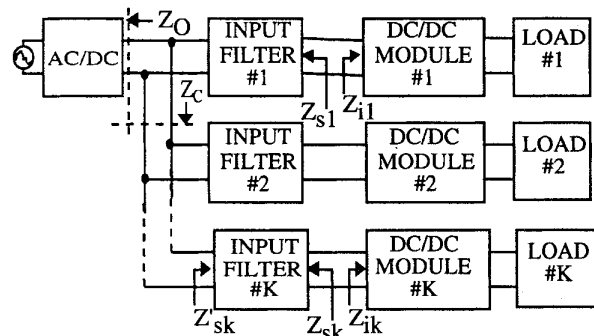 AC/DC
Z_O
Z_C
INPUT
FILTER
#1
Z_s1
Z_i1
DC/DC
MODULE
#1
LOAD
#1
INPUT
FILTER
#2
DC/DC
MODULE
#2
LOAD
#2
INPUT
FILTER
#K
Z'_sk
Z_sk
Z_ik
DC/DC
MODULE
#K
LOAD
#K